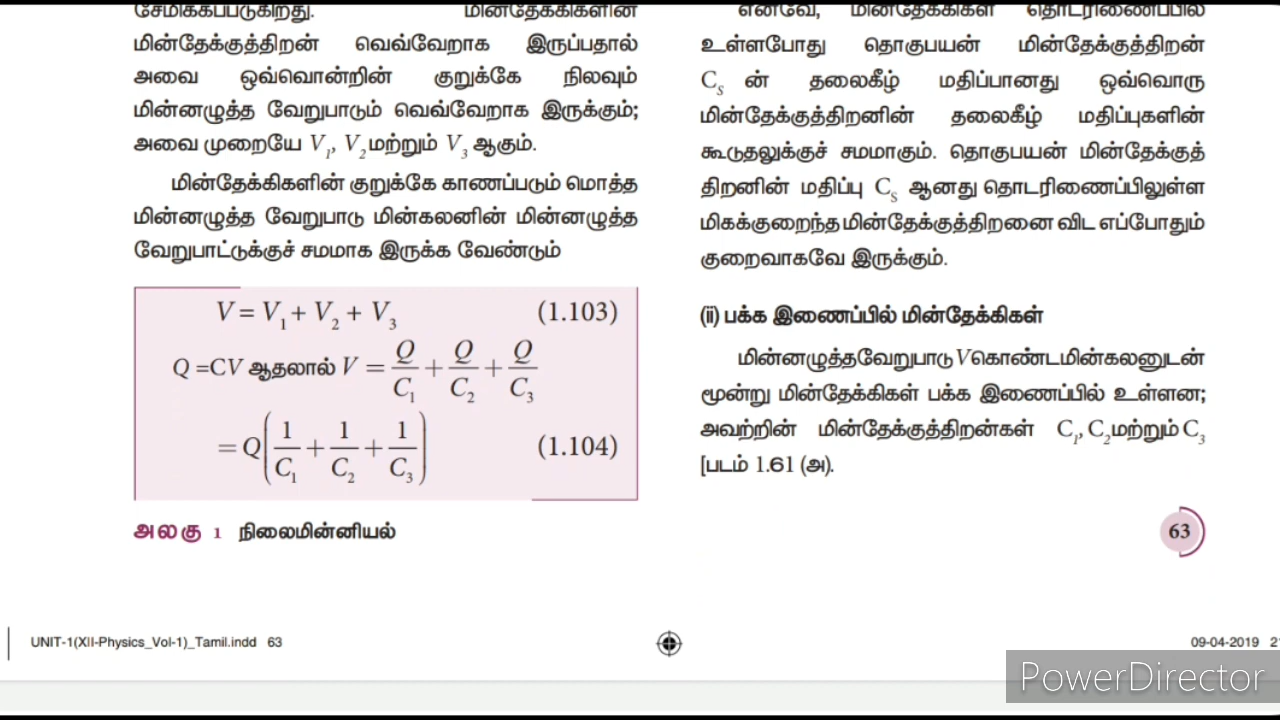 சேமிக்கப்படுகிறது. மின்தேக்கிகளின்
மின்தேக்குத்திறன் வெவ்வேறாக இருப்பதால்
அவை ஒவ்வொன்றின் குறுக்கே நிலவும்
மின்னழுத்த வேறுபாடும் வெவ்வேறாக இருக்கும்;
அவை முறையே V₁, V₂ மற்றும் V₃ ஆகும்.
மின்தேக்கிகளின் குறுக்கே காணப்படும் மொத்த
மின்னழுத்த வேறுபாடு மின்கலனின் மின்னழுத்த
வேறுபாட்டுக்குச் சமமாக இருக்க வேண்டும்
V = V₁ + V₂ + V₃ (1.103)
Q =CV ஆதலால் V = Q/C₁ + Q/C₂ + Q/C₃
= Q(1/C₁ + 1/C₂ + 1/C₃) (1.104)
எனவே, மின்தேக்கிகள் தொடரிணைப்பில்
உள்ளபோது தொகுபயன் மின்தேக்குத்திறன்
Cₛ ன் தலைகீழ் மதிப்பானது ஒவ்வொரு
மின்தேக்குத்திறனின் தலைகீழ் மதிப்புகளின்
கூடுதலுக்குச் சமமாகும். தொகுபயன் மின்தேக்குத்
திறனின் மதிப்பு Cₛ ஆனது தொடரிணைப்பிலுள்ள
மிகக்குறைந்த மின்தேக்குத்திறனை விட எப்போதும்
குறைவாகவே இருக்கும்.
(ii) பக்க இணைப்பில் மின்தேக்கிகள்
மின்னழுத்தவேறுபாடு V கொண்ட மின்கலனுடன்
மூன்று மின்தேக்கிகள் பக்க இணைப்பில் உள்ளன;
அவற்றின் மின்தேக்குத்திறன்கள் C₁, C₂ மற்றும் C₃
[படம் 1.61 (அ).
அலகு 1 நிலைமின்னியல்
63
UNIT-1(XII-Physics_Vol-1)_Tamil.indd 63
09-04-2019 21
PowerDirector